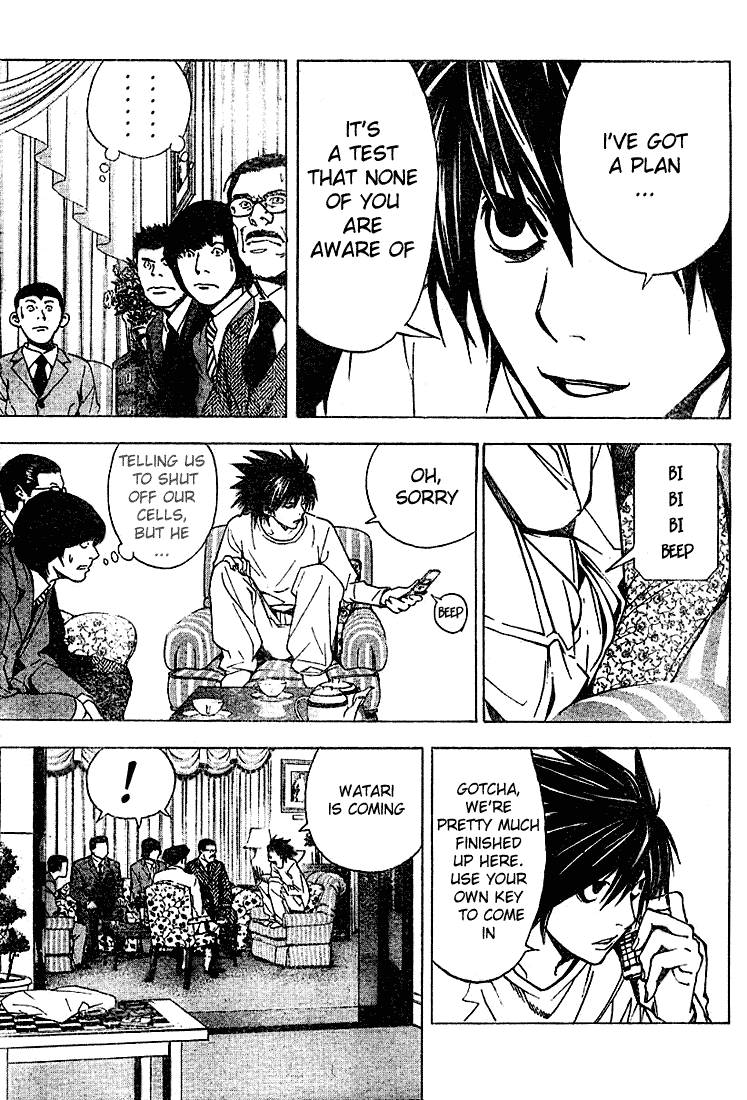 I'VE GOT
A PLAN
...
IT'S
A TEST
THAT NONE
OF YOU
ARE
AWARE OF
......
......
BI
BI
BI
BEEP
OH,
SORRY
BEEP
TELLING US
TO SHUT
OFF OUR
CELLS,
BUT HE
...
GOTCHA,
WE'RE
PRETTY MUCH
FINISHED
UP HERE.
USE YOUR
OWN KEY
TO COME
IN
WATARI
IS COMING
!